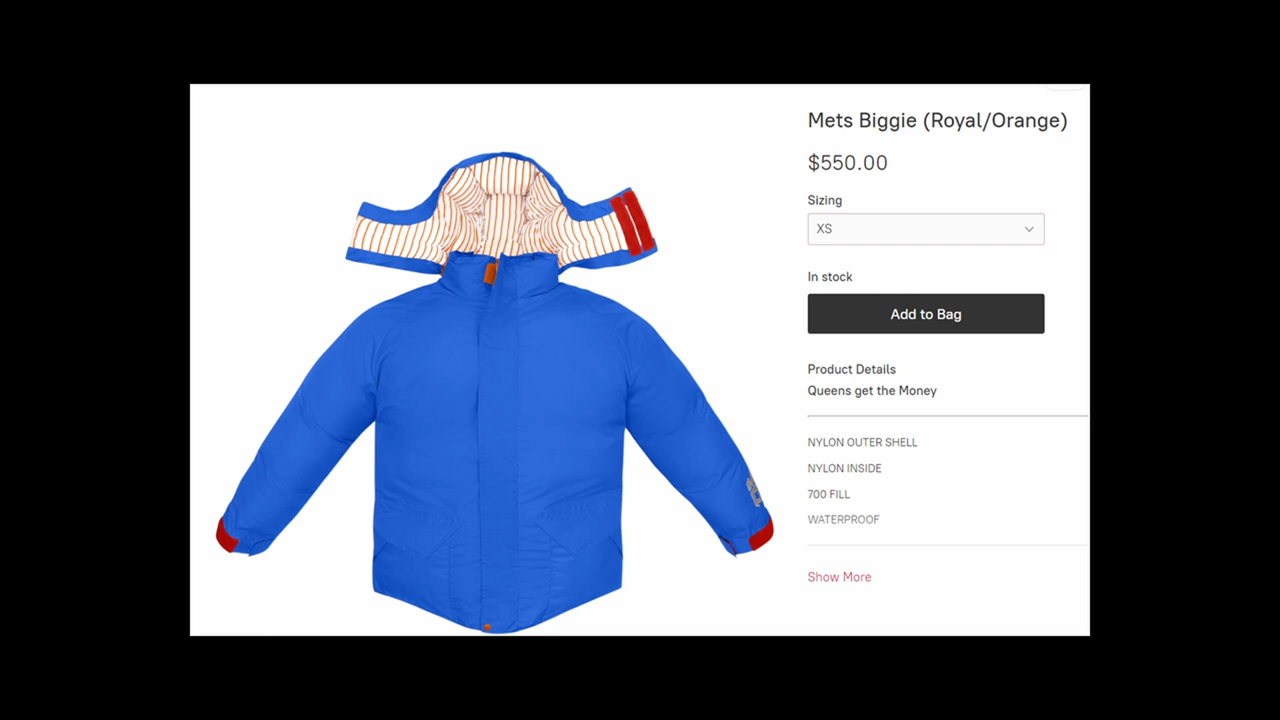 Mets Biggie (Royal/Orange)
$550.00
Sizing
XS
In stock
Add to Bag
Product Details
Queens get the Money
NYLON OUTER SHELL
NYLON INSIDE
700 FILL
WATERPROOF
Show More